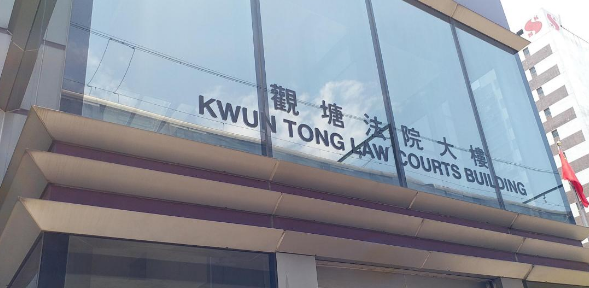 觀塘法院大樓
KWUN TONG LAW COURTS BUILDING